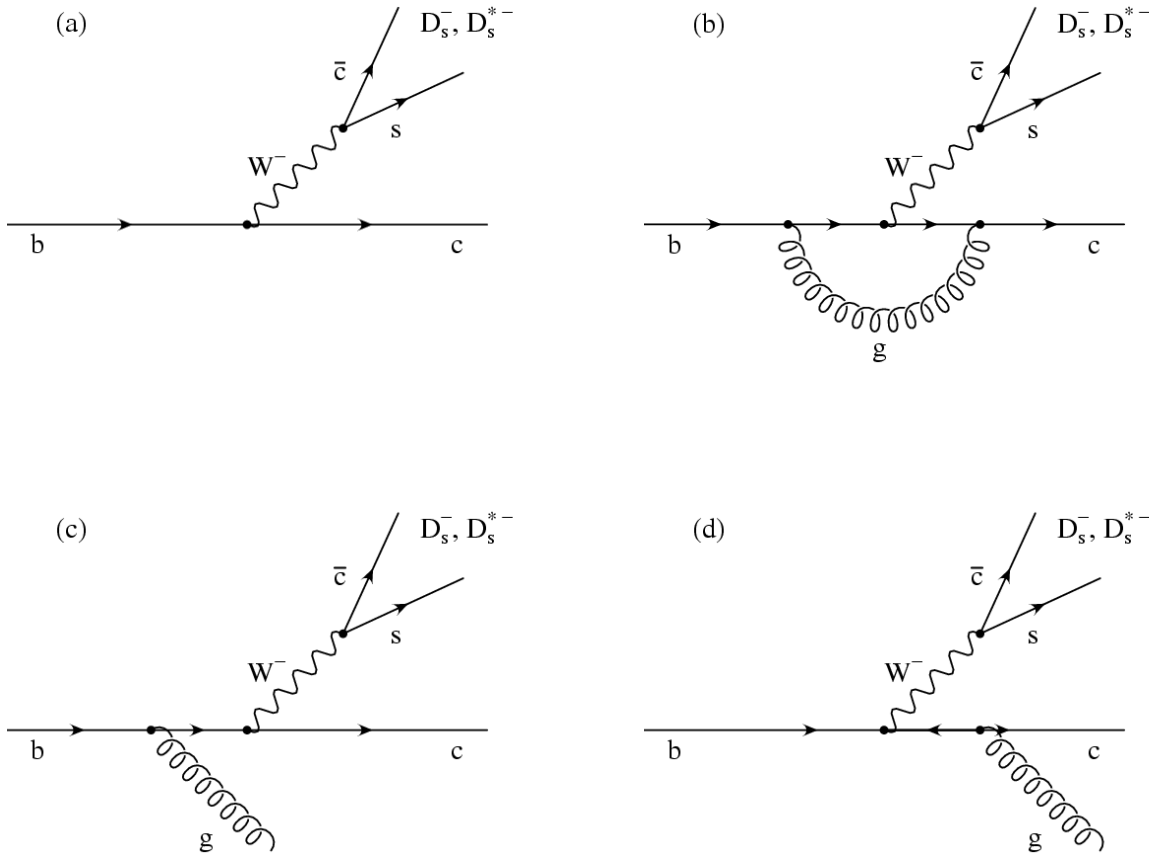 (a)
D_s^-, D_s^{*-}
c̄
s
W^-
b
c
(b)
D_s^-, D_s^{*-}
c̄
s
W^-
b
c
g
(c)
D_s^-, D_s^{*-}
c̄
s
W^-
b
c
g
(d)
D_s^-, D_s^{*-}
c̄
s
W^-
b
c
g